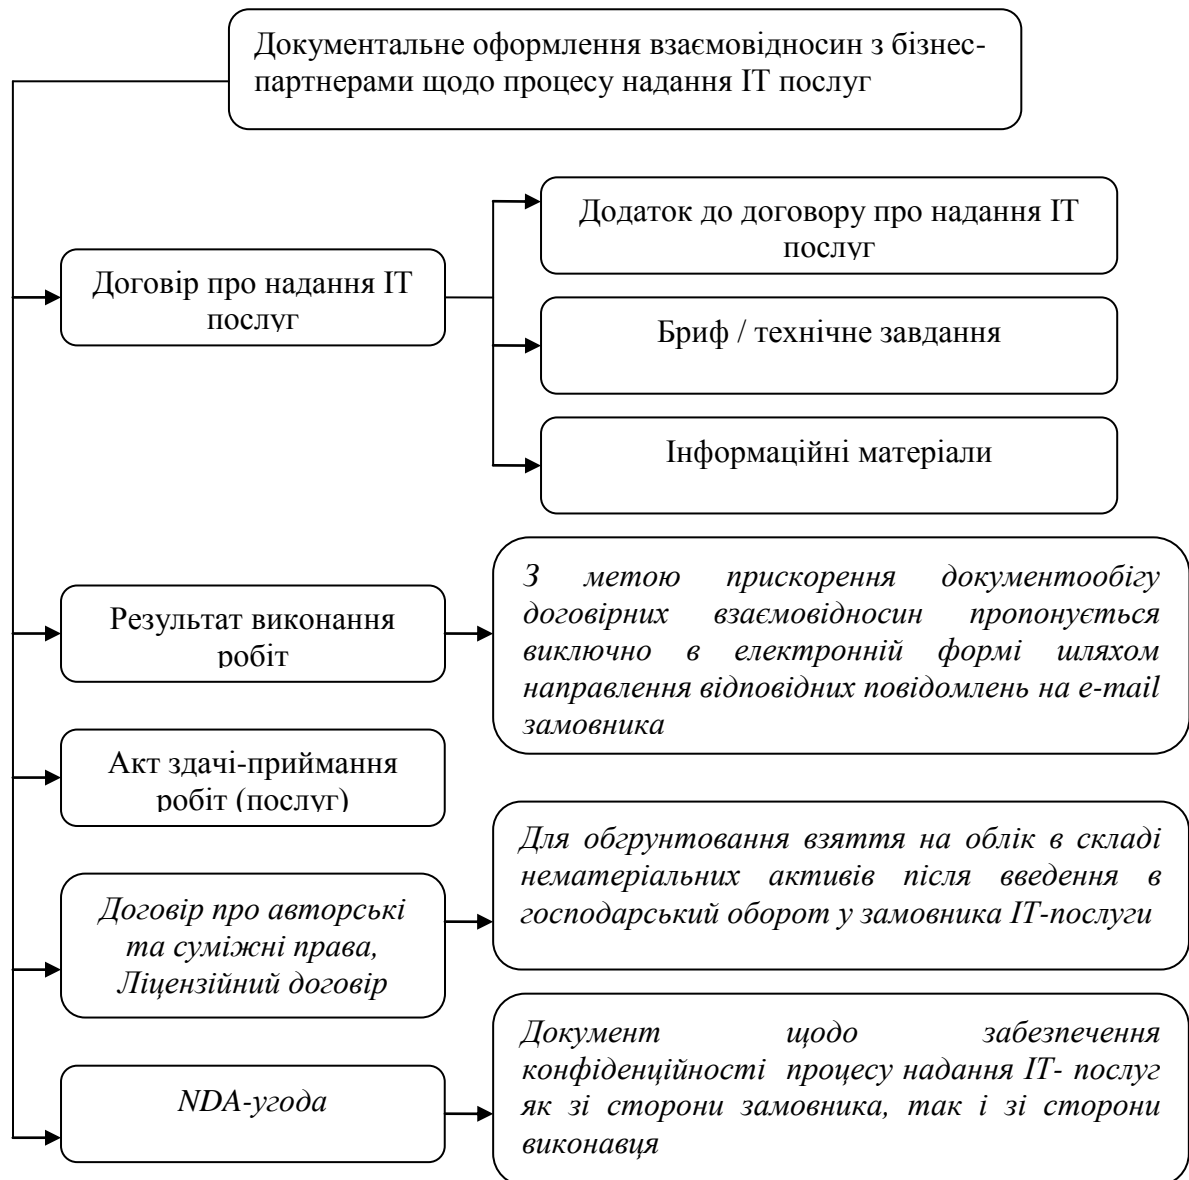 Документальне оформлення взаємовідносин з бізнес-
партнерами щодо процесу надання ІТ послуг
Додаток до договору про надання ІТ
послуг
Договір про надання ІТ
послуг
Бриф / технічне завдання
Інформаційні матеріали
Результат виконання
робіт
З метою прискорення документообігу
договірних взаємовідносин пропонується
виключно в електронній формі шляхом
направлення відповідних повідомлень на e-mail
замовника
Акт здачі-приймання
робіт (послуг)
Договір про авторські
та суміжні права,
Ліцензійний договір
Для обгрунтовання взяття на облік в складі
нематеріальних активів після введення в
господарський оборот у замовника ІТ-послуги
NDA-угода
Документ щодо забезпечення
конфіденційності процесу надання ІТ- послуг
як зі сторони замовника, так і зі сторони
виконавця